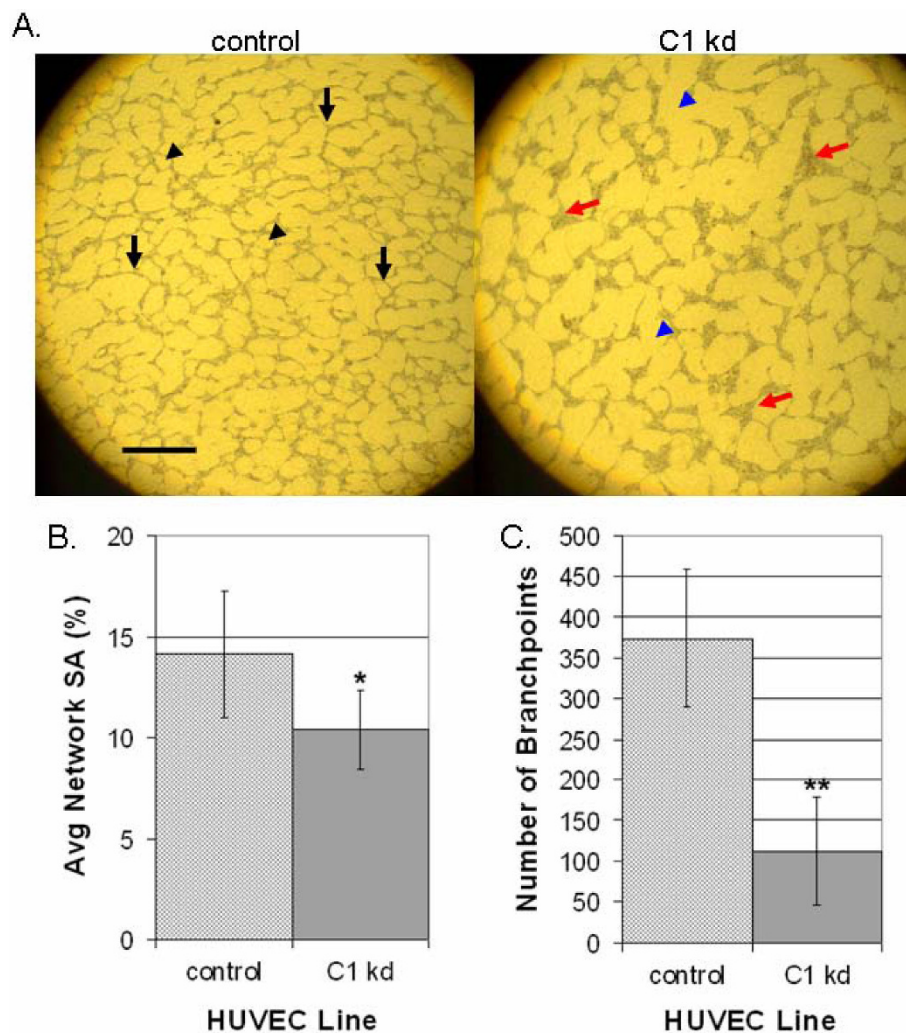 A.
control
C1 kd
B.
20
15
10
5
0
Avg Network SA (%)
*
control
C1 kd
HUVEC Line
C.
500
450
400
350
300
250
200
150
100
50
0
Number of Branchpoints
**
control
C1 kd
HUVEC Line